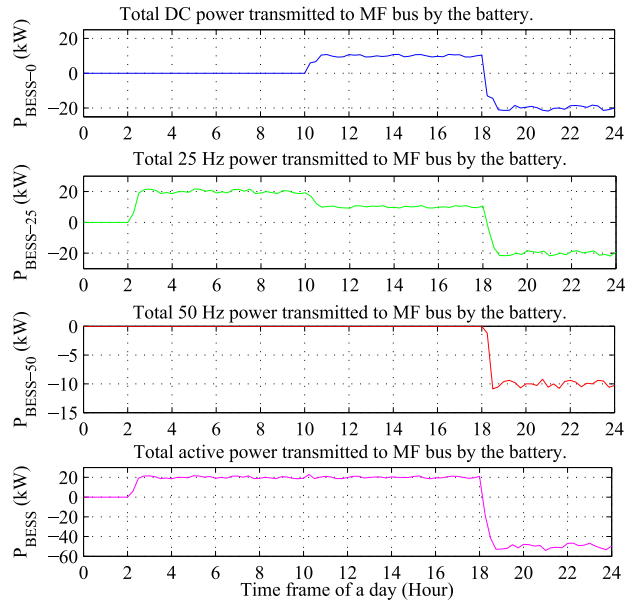 Total DC power transmitted to MF bus by the battery.
P_BESS−0 (kW)
20
0
−20
0 2 4 6 8 10 12 14 16 18 20 22 24
Total 25 Hz power transmitted to MF bus by the battery.
P_BESS−25 (kW)
20
0
−20
0 2 4 6 8 10 12 14 16 18 20 22 24
Total 50 Hz power transmitted to MF bus by the battery.
P_BESS−50 (kW)
0
−5
−10
−15
0 2 4 6 8 10 12 14 16 18 20 22 24
Total active power transmitted to MF bus by the battery.
P_BESS (kW)
20
0
−20
−40
−60
0 2 4 6 8 10 12 14 16 18 20 22 24
Time frame of a day (Hour)